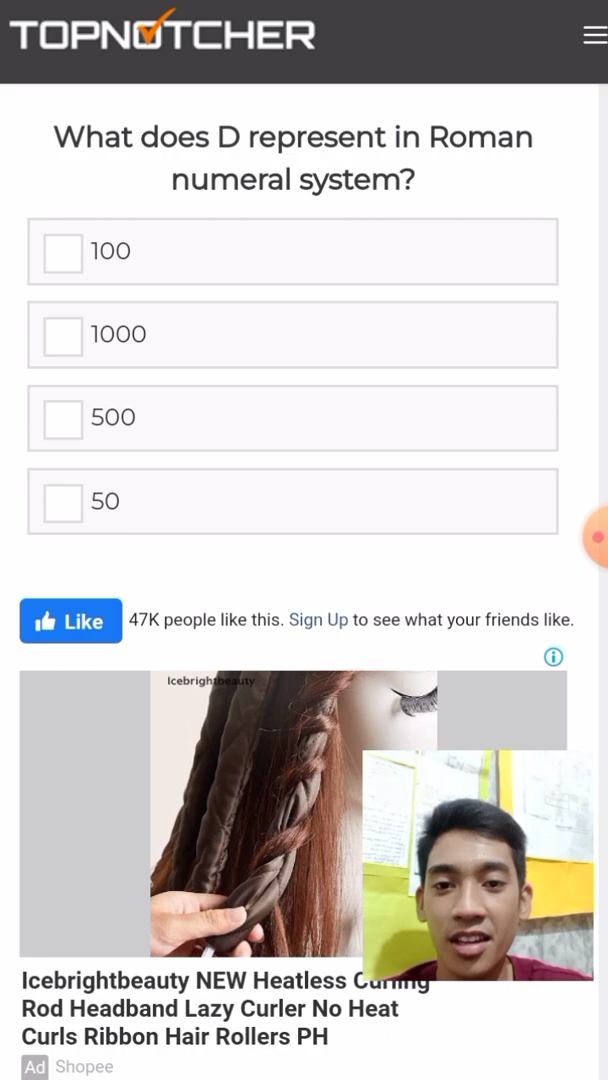 TOPNOTCHER
What does D represent in Roman
numeral system?
100
1000
500
50
Like
47K people like this. Sign Up to see what your friends like.
Icebrightbeauty
Icebrightbeauty NEW Heatless Curling
Rod Headband Lazy Curler No Heat
Curls Ribbon Hair Rollers PH
Ad Shopee